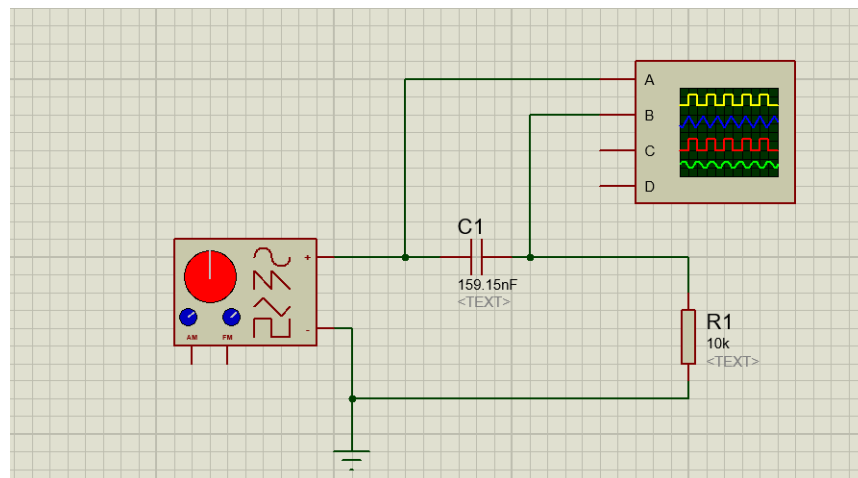 A
B
C
D
C1
159.15nF
<TEXT>
+
-
AM FM
R1
10k
<TEXT>